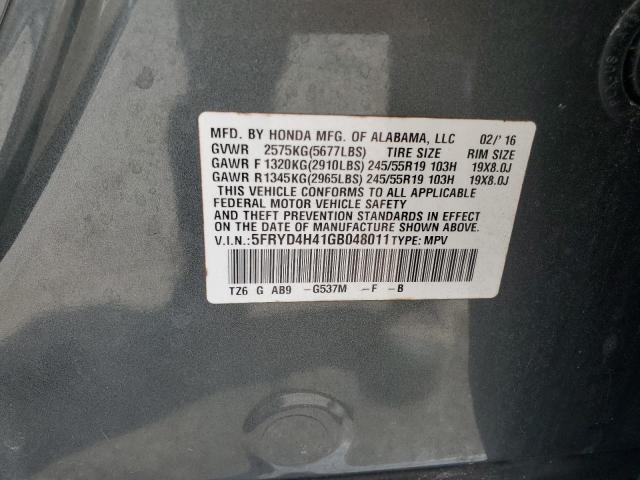 MFD. BY HONDA MFG. OF ALABAMA, LLC 02/'16
GVWR 2575KG(5677LBS) TIRE SIZE RIM SIZE
GAWR F 1320KG(2910LBS) 245/55R19 103H 19X8.0J
GAWR R1345KG(2965LBS) 245/55R19 103H 19X8.0J
THIS VEHICLE CONFORMS TO ALL APPLICABLE
FEDERAL MOTOR VEHICLE SAFETY
AND THEFT PREVENTION STANDARDS IN EFFECT
ON THE DATE OF MANUFACTURE SHOWN ABOVE.
V.I.N.:5FRYD4H41GB048011 TYPE: MPV
TZ6 G AB9 -G537M -F -B